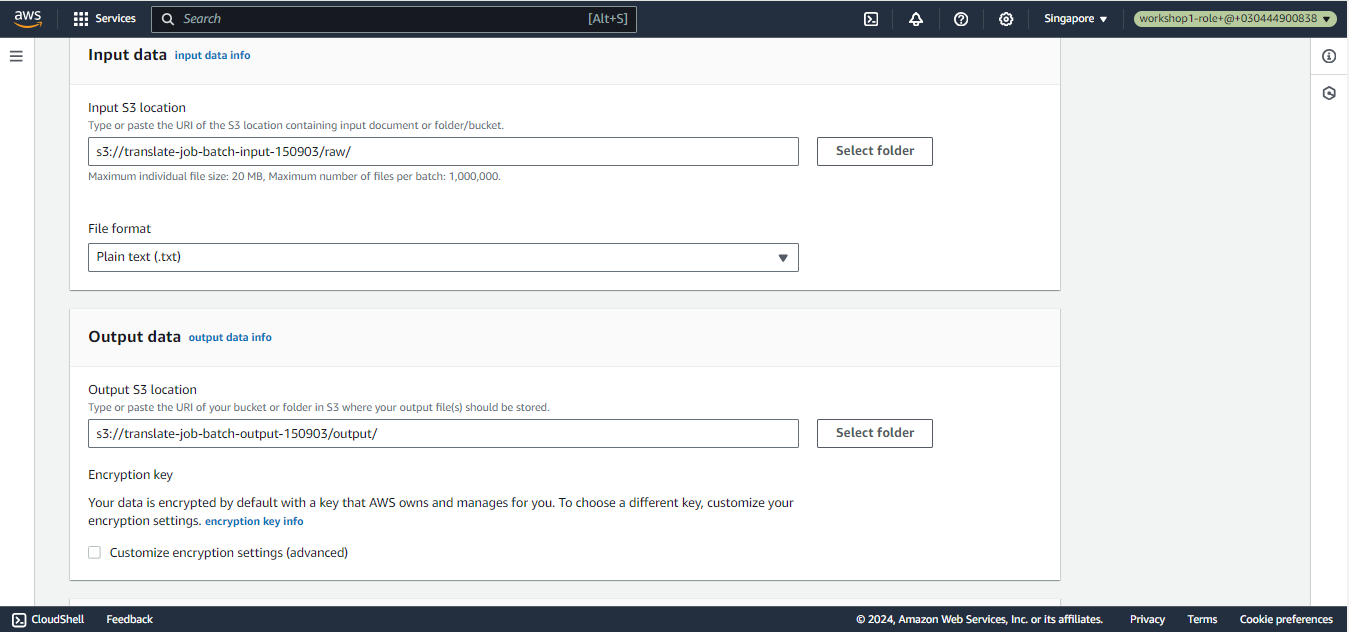 aws
Services
Search
[Alt+S]
Singapore
workshop1-role+@+030444900838
Input data input data info
Input S3 location
Type or paste the URI of the S3 location containing input document or folder/bucket.
s3://translate-job-batch-input-150903/raw/
Select folder
Maximum individual file size: 20 MB, Maximum number of files per batch: 1,000,000.
File format
Plain text (.txt)
Output data output data info
Output S3 location
Type or paste the URI of your bucket or folder in S3 where your output file(s) should be stored.
s3://translate-job-batch-output-150903/output/
Select folder
Encryption key
Your data is encrypted by default with a key that AWS owns and manages for you. To choose a different key, customize your
encryption settings. encryption key info
Customize encryption settings (advanced)
CloudShell
Feedback
© 2024, Amazon Web Services, Inc. or its affiliates.
Privacy
Terms
Cookie preferences